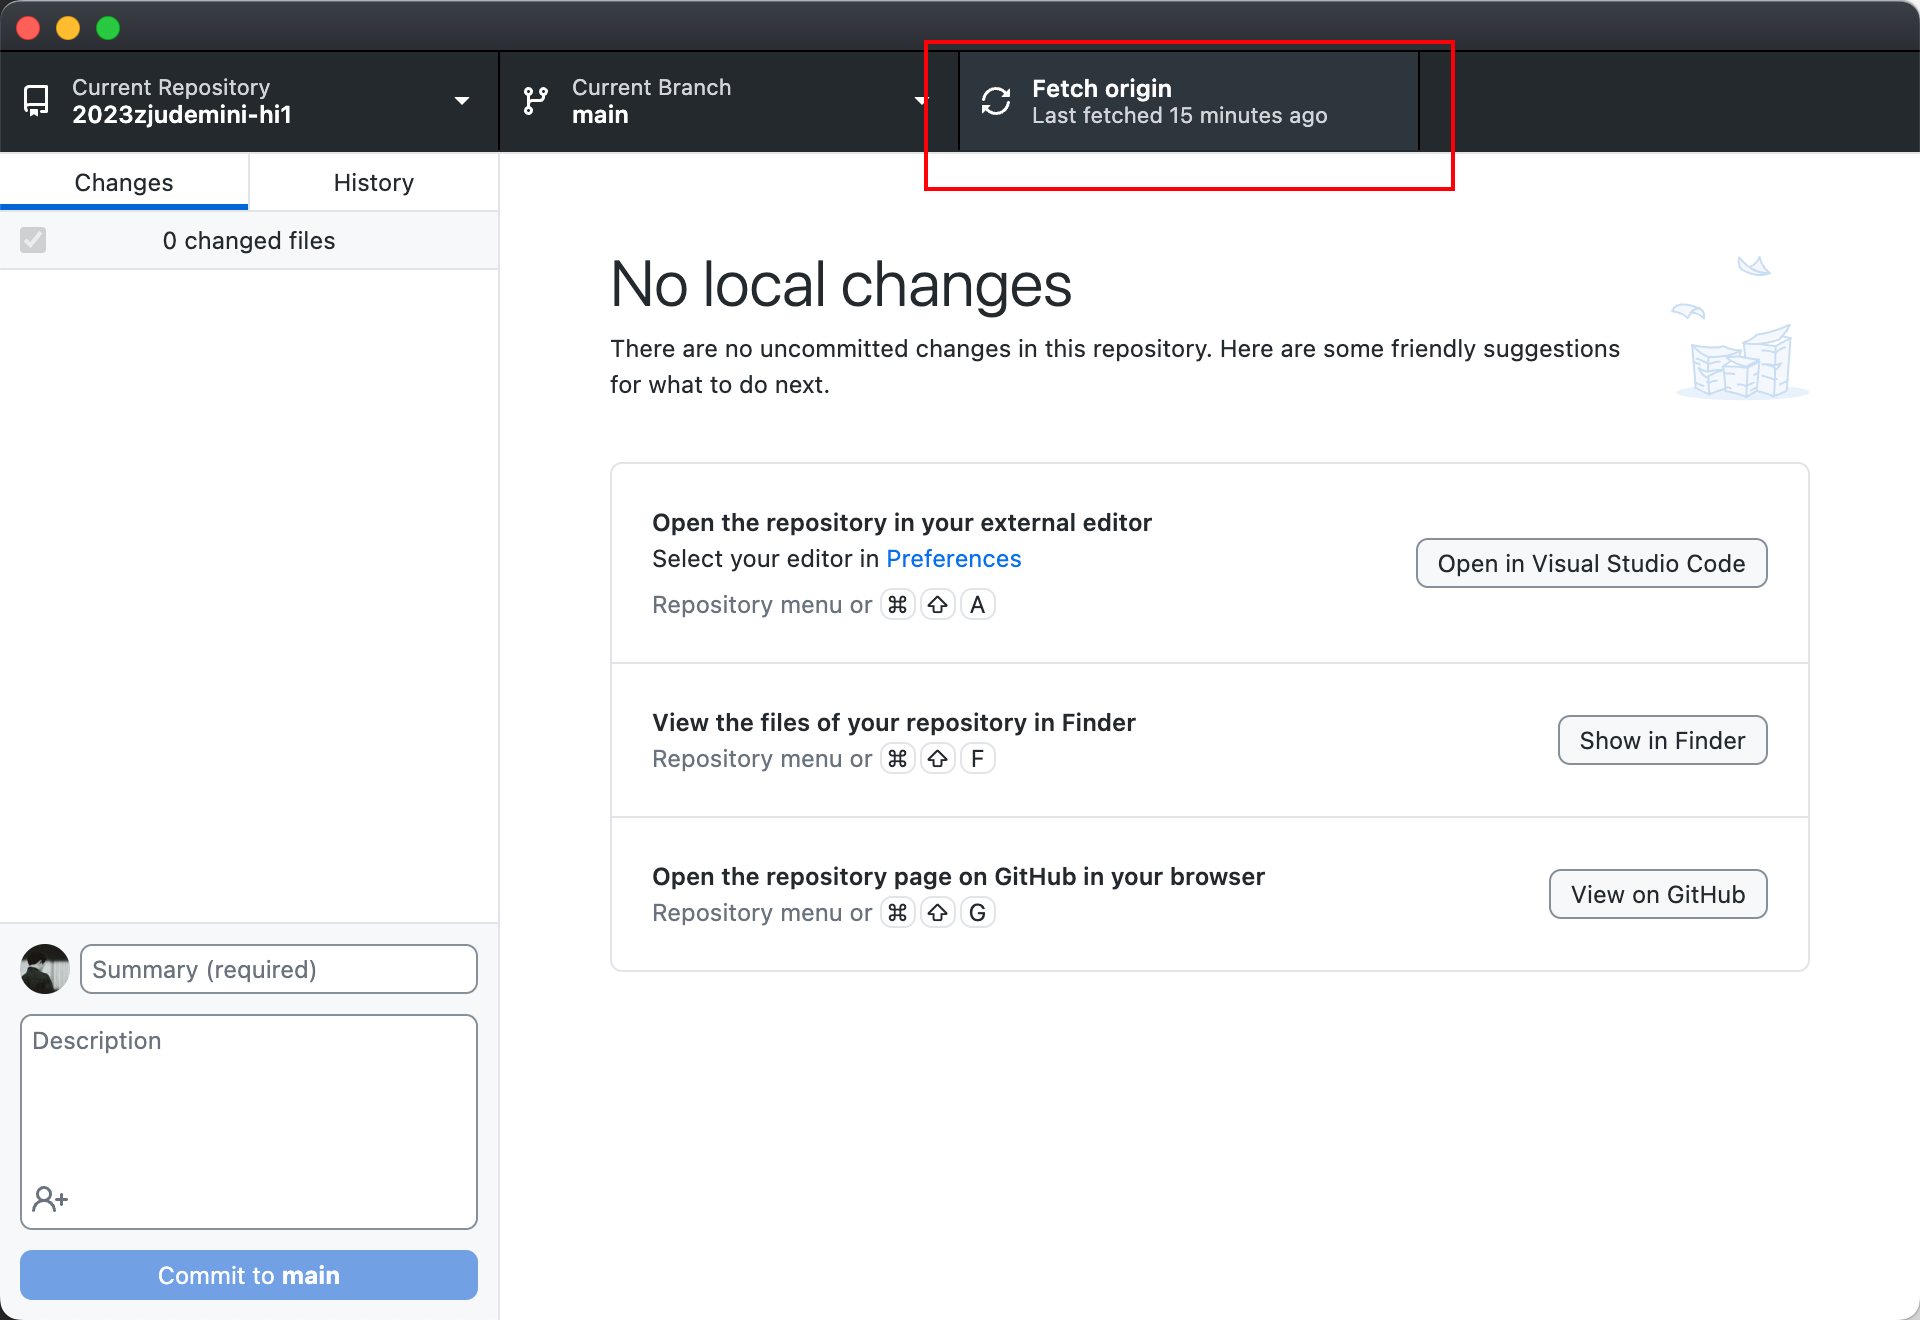 Current Repository
2023zjudemini-hi1
Current Branch
main
Fetch origin
Last fetched 15 minutes ago
Changes
History
0 changed files
No local changes
There are no uncommitted changes in this repository. Here are some friendly suggestions
for what to do next.
Open the repository in your external editor
Select your editor in Preferences
Repository menu or ⌘ ⇧ A
Open in Visual Studio Code
View the files of your repository in Finder
Repository menu or ⌘ ⇧ F
Show in Finder
Open the repository page on GitHub in your browser
Repository menu or ⌘ ⇧ G
View on GitHub
Summary (required)
Description
Commit to main